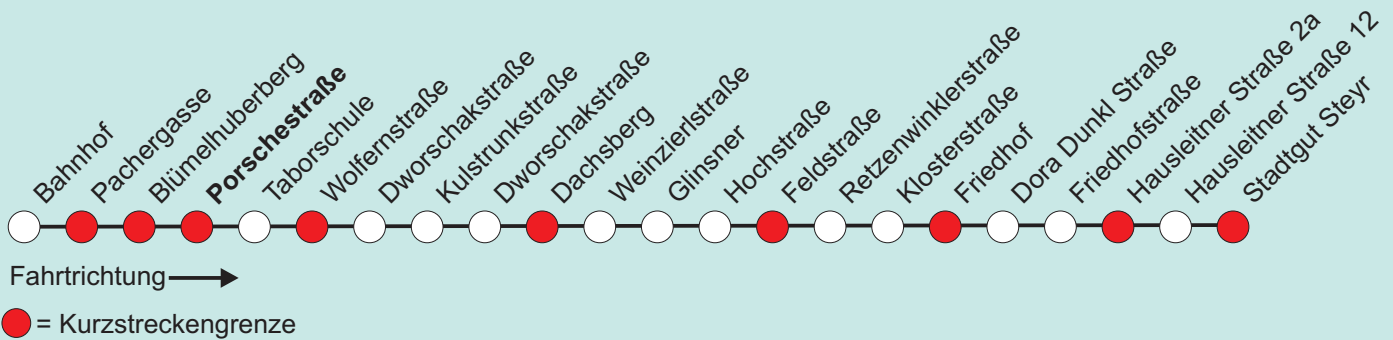 Bahnhof
Pachergasse
Blümelhuberberg
Porschestraße
Taborschule
Wolfernstraße
Dworschakstraße
Kulstrunkstraße
Dworschakstraße
Dachsberg
Weinzierlstraße
Glinsner
Hochstraße
Feldstraße
Retzenwinklerstraße
Klosterstraße
Friedhof
Dora Dunkl Straße
Friedhofstraße
Hausleitner Straße 2a
Hausleitner Straße 12
Stadtgut Steyr
Fahrtrichtung
= Kurzstreckengrenze